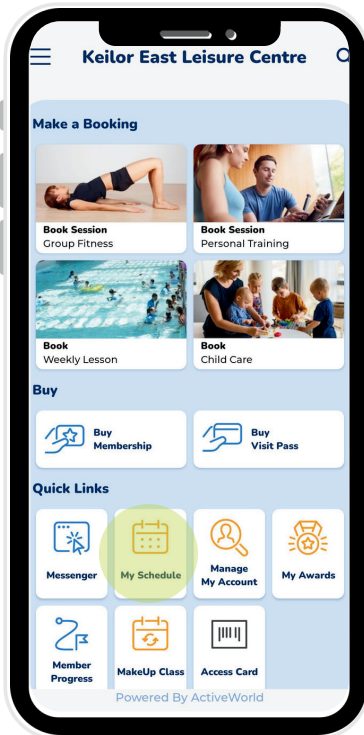 Keilor East Leisure Centre
Make a Booking
Book Session
Group Fitness
Book Session
Personal Training
Book
Weekly Lesson
Book
Child Care
Buy
Buy
Membership
Buy
Visit Pass
Quick Links
Messenger
My Schedule
Manage
My Account
My Awards
Member
Progress
MakeUp Class
Access Card
Powered By ActiveWorld